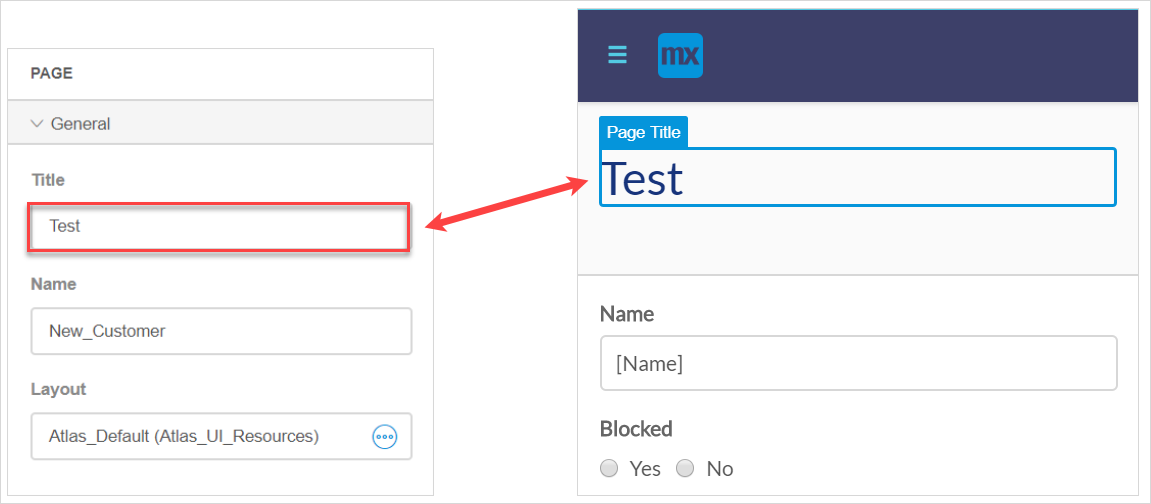 PAGE
General
Title
Test
Name
New_Customer
Layout
Atlas_Default (Atlas_UI_Resources)
mx
Page Title
Test
Name
[Name]
Blocked
Yes No